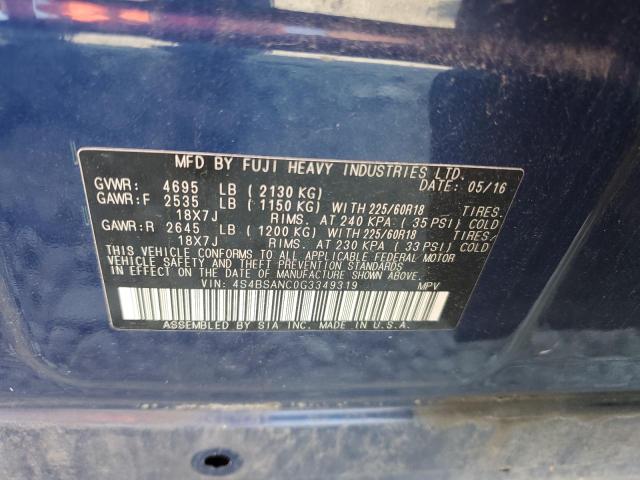 MFD BY FUJI HEAVY INDUSTRIES LTD.
GVWR: 4695 LB ( 2130 KG) DATE: 05/16
GAWR:F 2535 LB ( 1150 KG) WITH 225/60R18 TIRES.
18X7J RIMS. AT 240 KPA ( 35 PSI) COLD
GAWR:R 2645 LB ( 1200 KG) WITH 225/60R18 TIRES/
18X7J RIMS. AT 230 KPA ( 33 PSI) COLD
THIS VEHICLE CONFORMS TO ALL APPLICABLE FEDERAL MOTOR
VEHICLE SAFETY AND THEFT PREVENTION STANDARDS
IN EFFECT ON THE DATE OF MANUFACTURE SHOWN ABOVE.
VIN: 4S4BSANC0G3349319 MPV
ASSEMBLED BY SIA INC. MADE IN U.S.A.